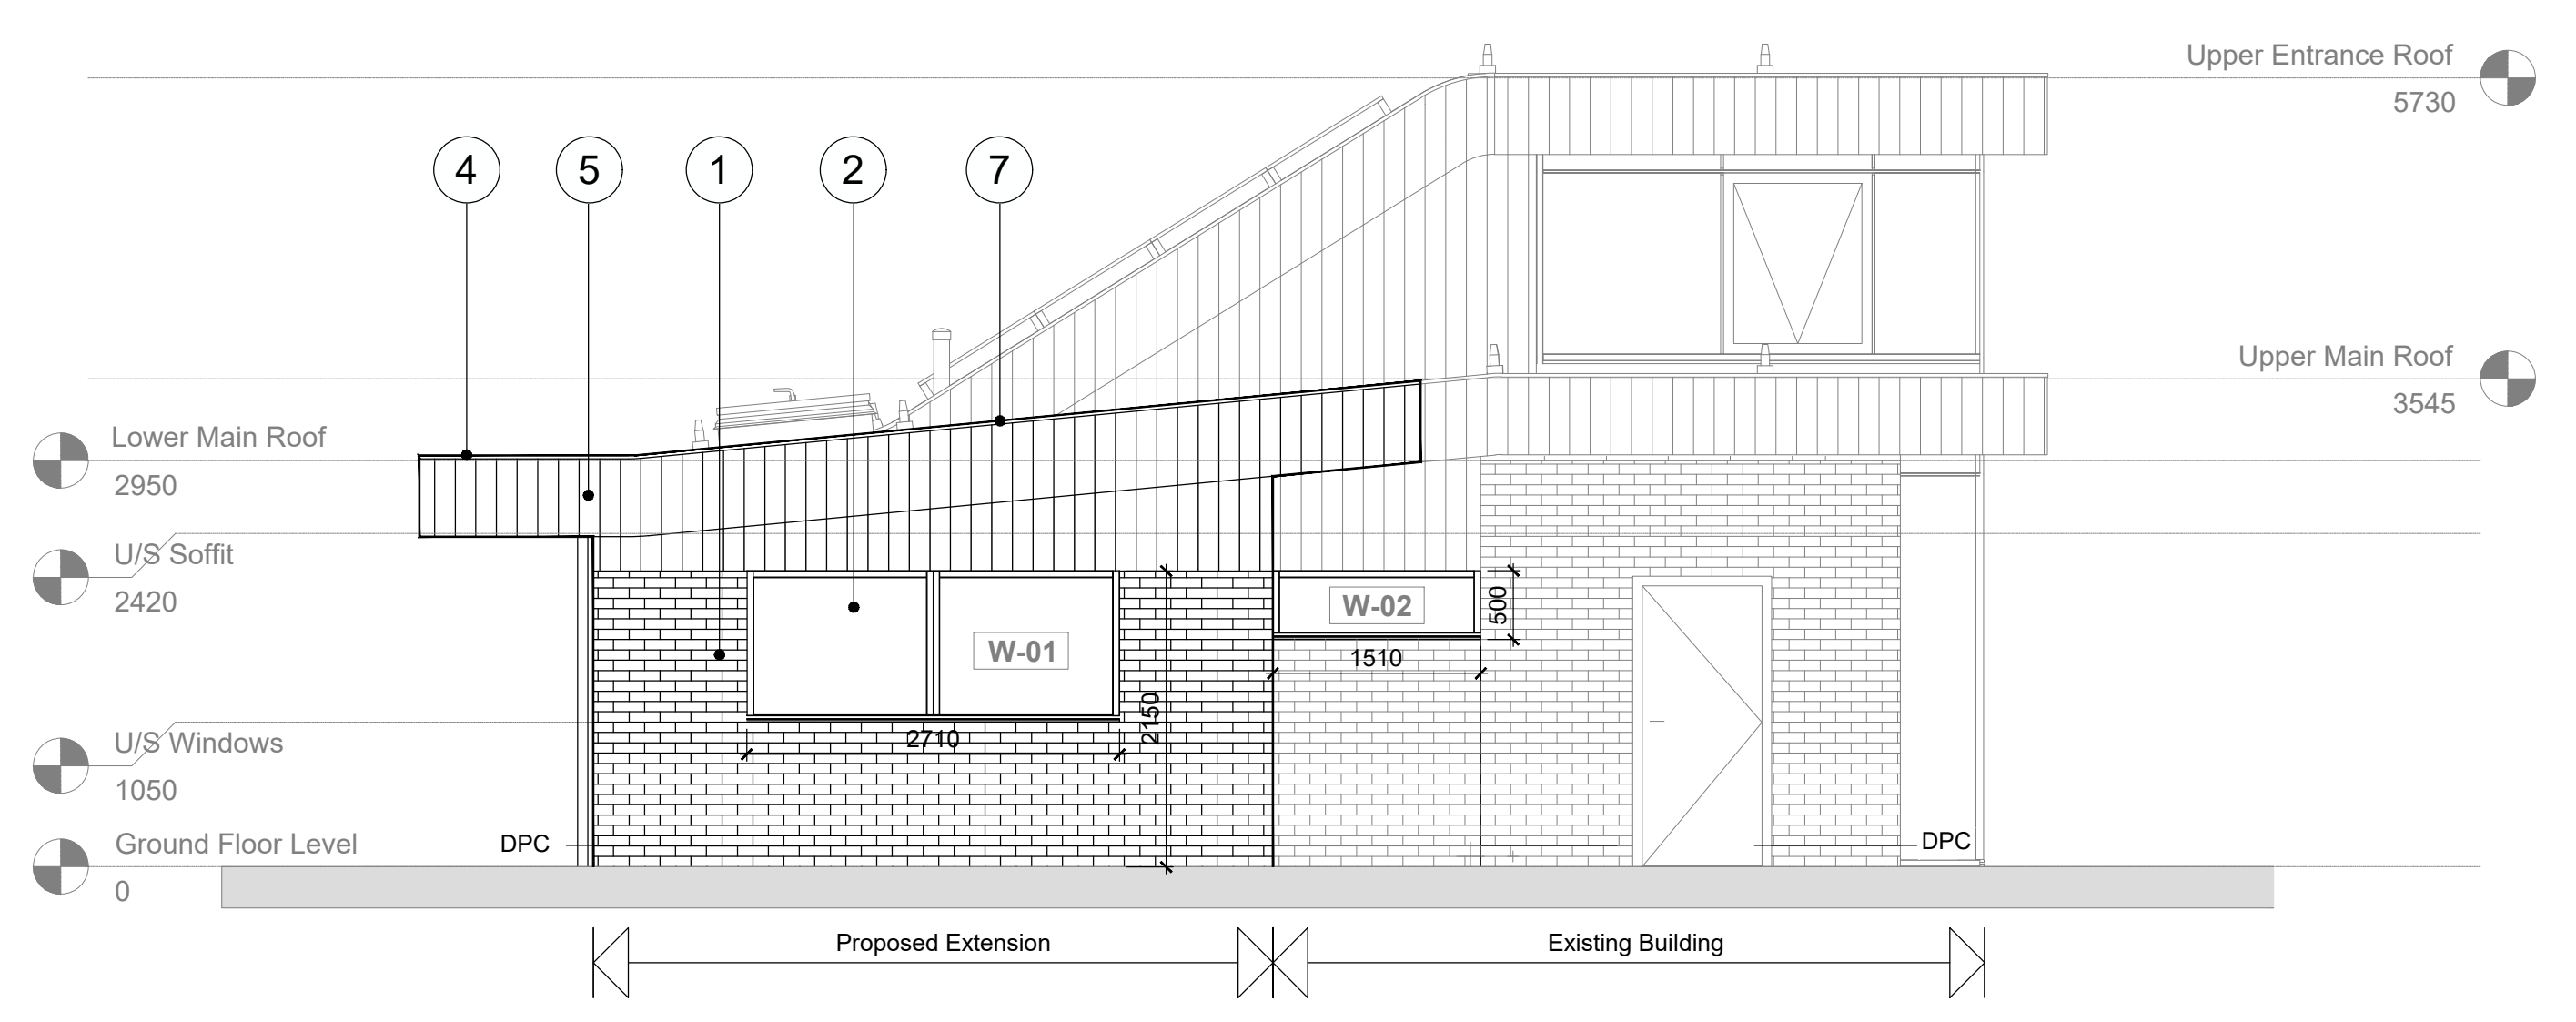 Upper Entrance Roof
5730
4 5 1 2 7
Upper Main Roof
3545
Lower Main Roof
2950
U/S Soffit
2420
W-02
500
W-01
1510
2150
2710
U/S Windows
1050
DPC
DPC
Ground Floor Level
0
Proposed Extension
Existing Building